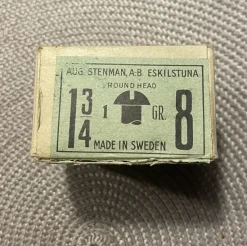 AUG. STENMAN, A-B. ESKILSTUNA
ROUND HEAD
1 3/4 1 GR. 8
MADE IN SWEDEN